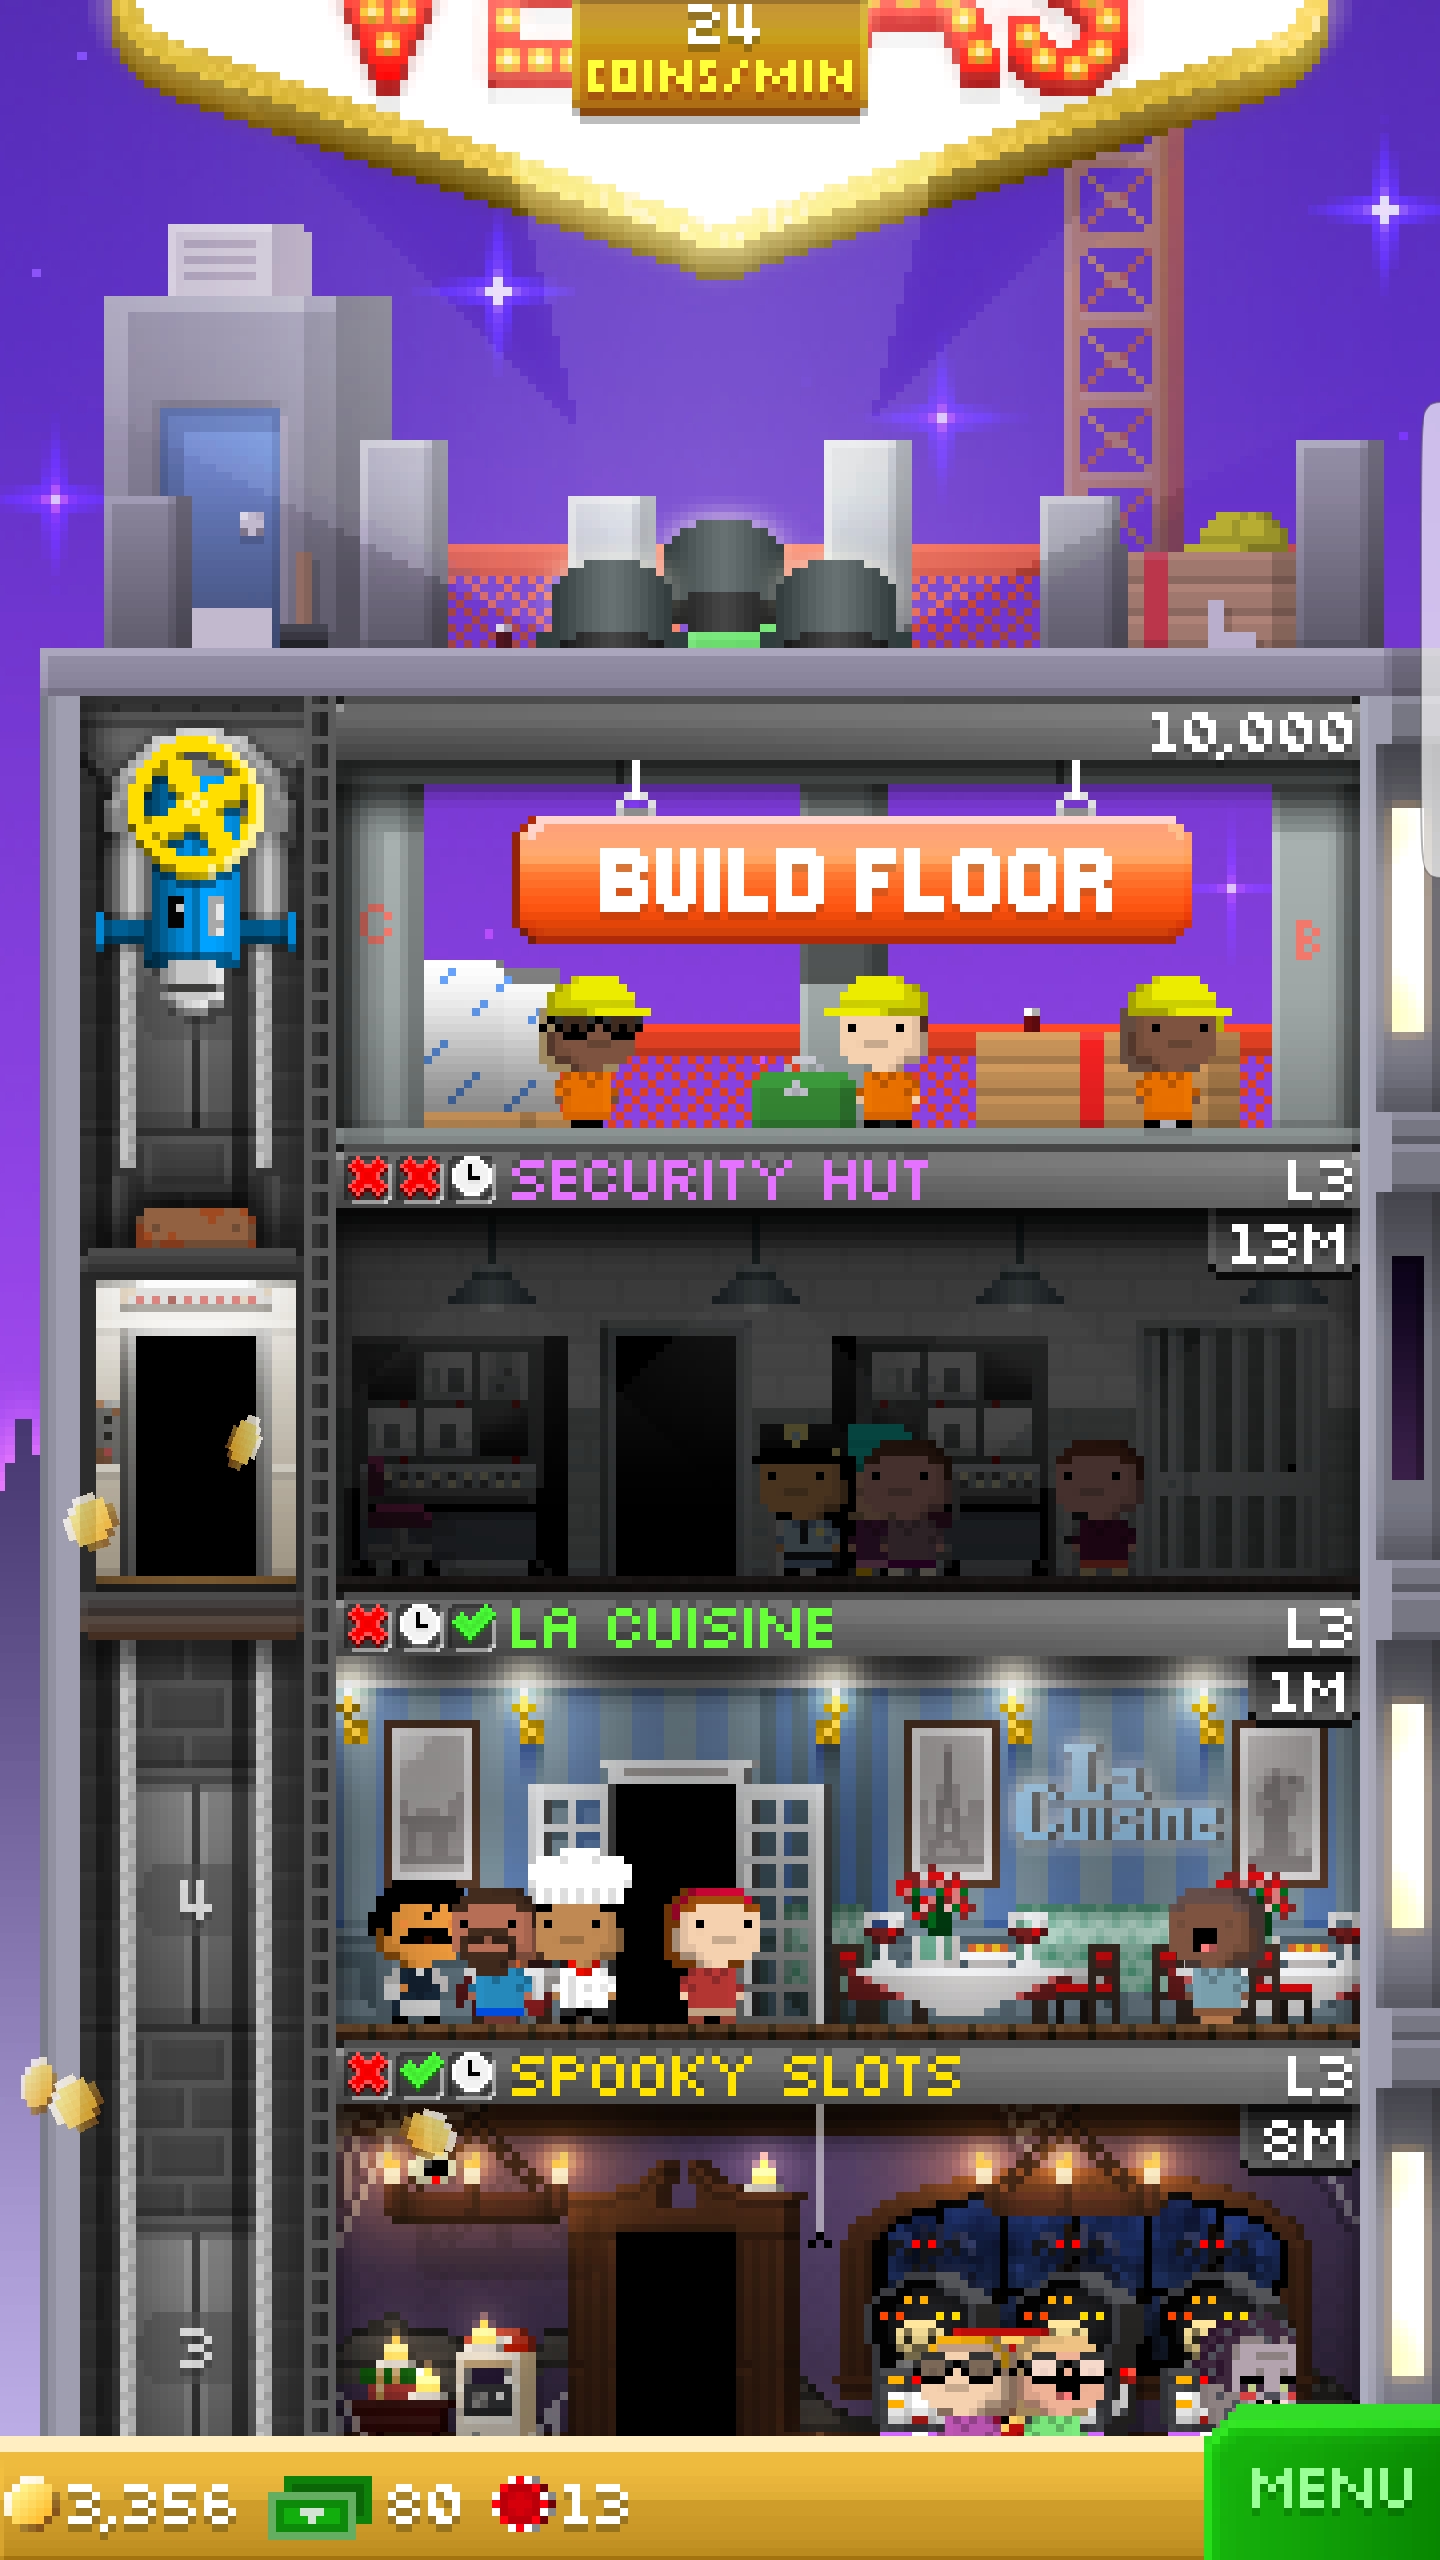 VEGAS
24
COINS/MIN
10,000
BUILD FLOOR
C
B
SECURITY HUT L3
13M
LA CUISINE L3
1M
La
Cuisine
4
SPOOKY SLOTS L3
8M
3
3,356 80 13
MENU